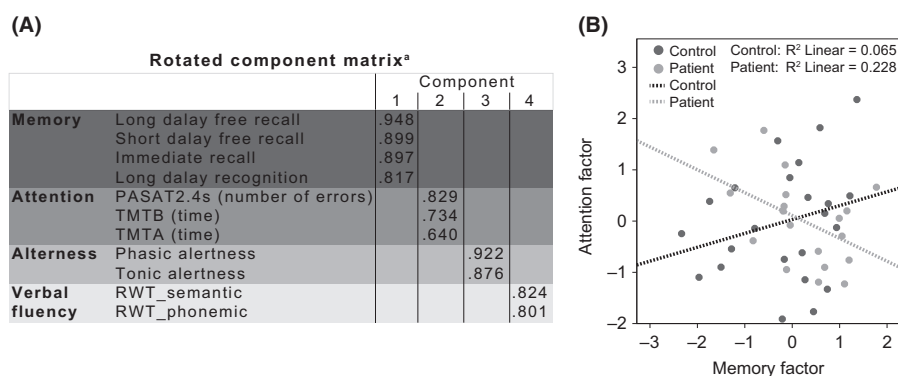 (A)
Rotated component matrixª
Component
1 2 3 4
Memory Long dalay free recall .948
Short dalay free recall .899
Immediate recall .897
Long dalay recognition .817
Attention PASAT2.4s (number of errors) .829
TMTB (time) .734
TMTA (time) .640
Alterness Phasic alertness .922
Tonic alertness .876
Verbal RWT_semantic .824
fluency RWT_phonemic .801
(B)
Control Control: R² Linear = 0.065
Patient Patient: R² Linear = 0.228
Control
Patient
3
2
1
0
–1
–2
Attention factor
–3 –2 –1 0 1 2
Memory factor